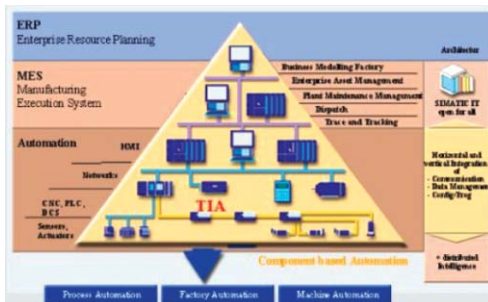 ERP
Enterprise Resource Planning
Architector
MES
Manufacturing
Execution System
Business Modelling Factory
Enterprise Asset Management
Plant Maintenance Management
Dispatch
Trace and Tracking
SIMATIC IT
open for all
Automation
HMI
Networks
CNC, PLC,
DCS
Sensors,
Actuators
TIA
Horizontal and
vertical Integration
of
- Communication
- Data Management
- Config/Prog
Component based Automation
+ distributed
Intelligence
Process Automation
Factory Automation
Machine Automation